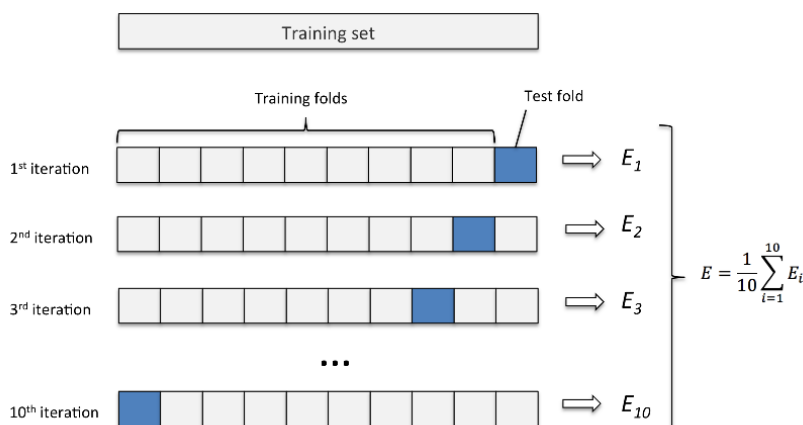 Training set
Training folds
Test fold
1st iteration
E1
2nd iteration
E2
3rd iteration
E3
E = 1/10 10∑i=1 Ei
...
10th iteration
E10